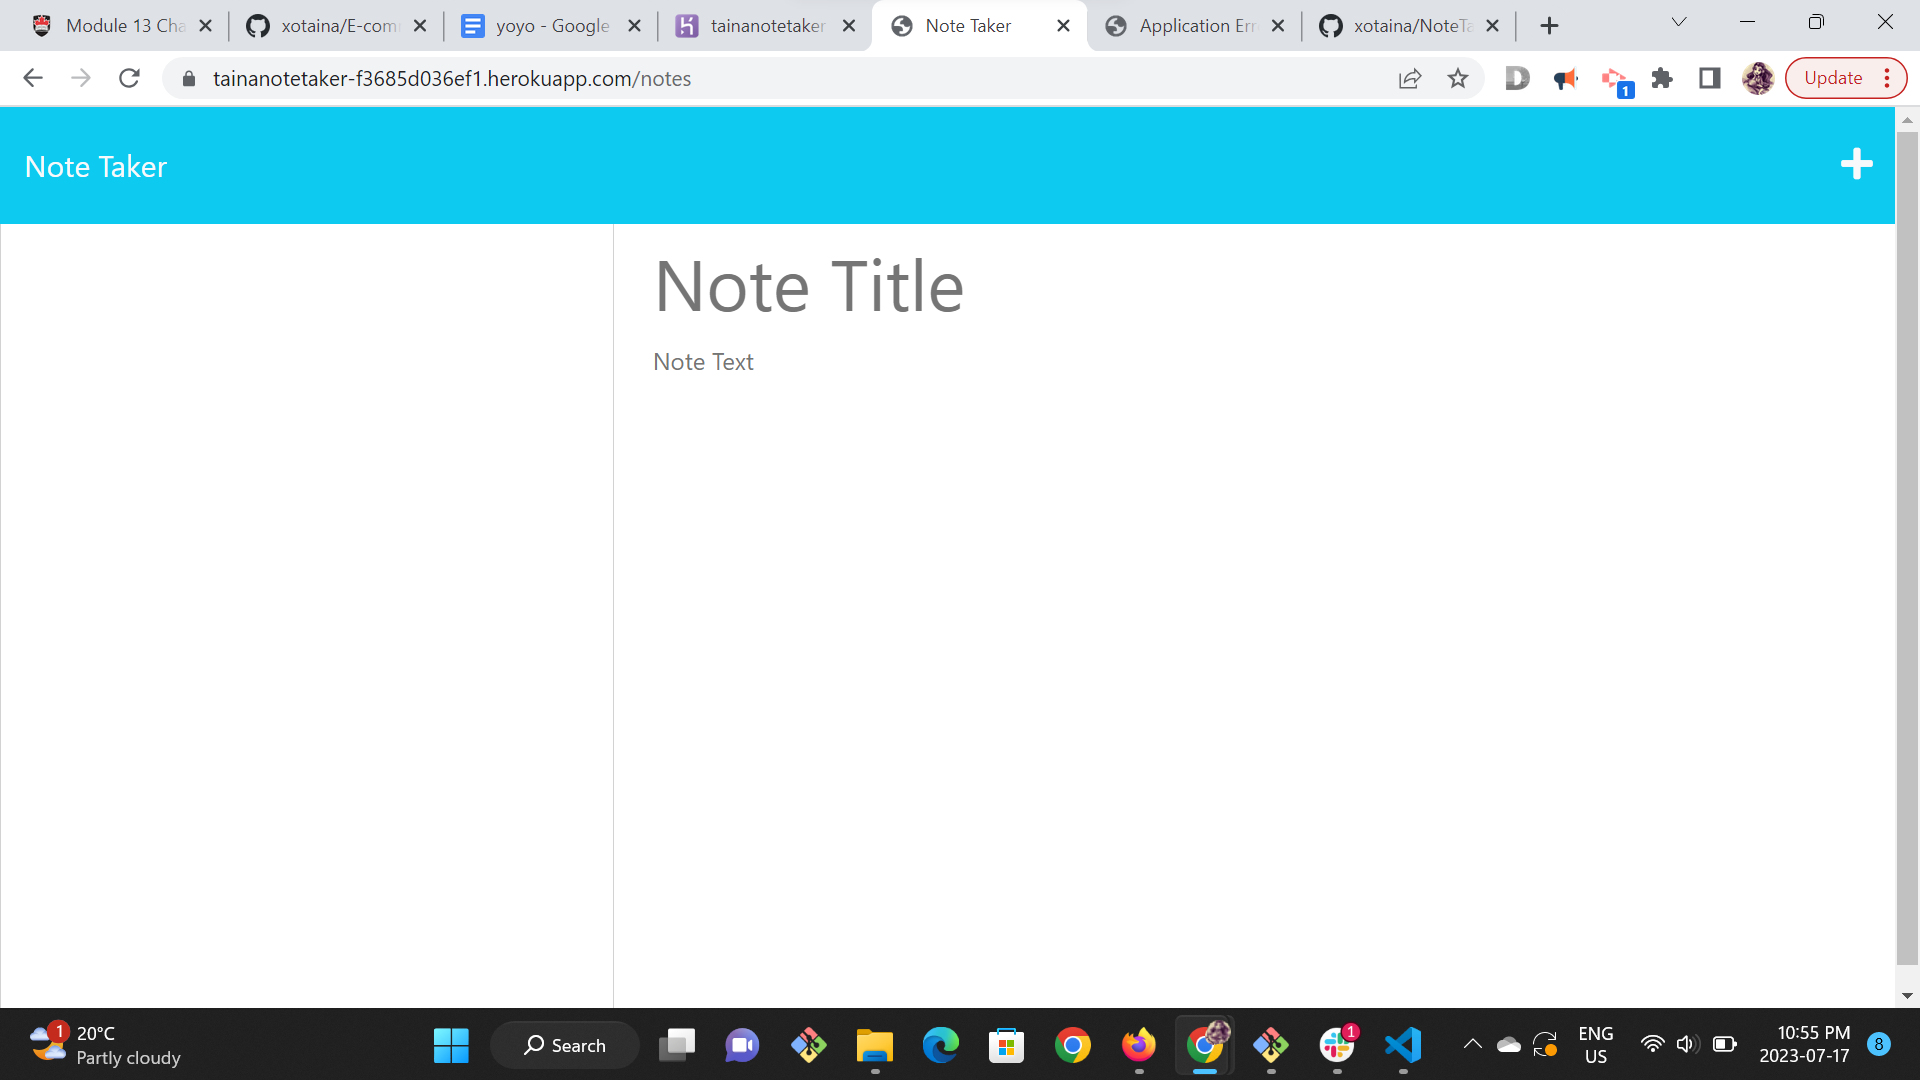 Module 13 Cha
xotaina/E-com
yoyo - Google
tainanotetaker
Note Taker
Application Err
xotaina/NoteTa
tainanotetaker-f3685d036ef1.herokuapp.com/notes
1
Update
Note Taker
Note Title
Note Text
1
20°C
Partly cloudy
Search
1
ENG
US
10:55 PM
2023-07-17
8